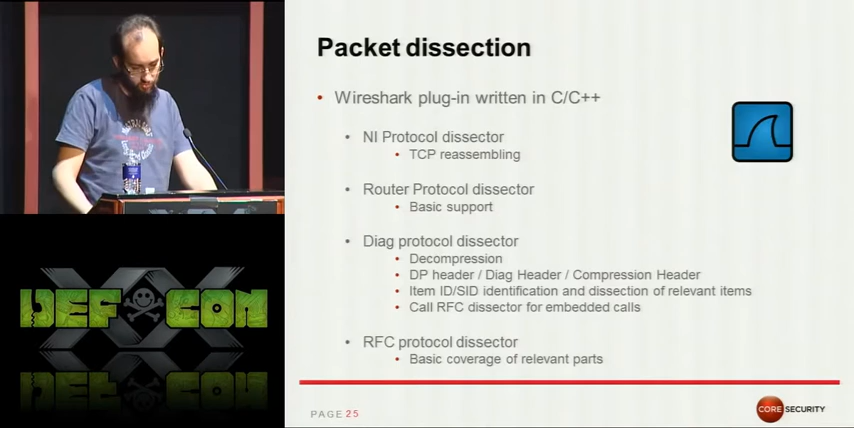 Packet dissection
• Wireshark plug-in written in C/C++
• NI Protocol dissector
• TCP reassembling
• Router Protocol dissector
• Basic support
• Diag protocol dissector
• Decompression
• DP header / Diag Header / Compression Header
• Item ID/SID identification and dissection of relevant items
• Call RFC dissector for embedded calls
• RFC protocol dissector
• Basic coverage of relevant parts
PAGE 25
CORE SECURITY
DEF CON
XX